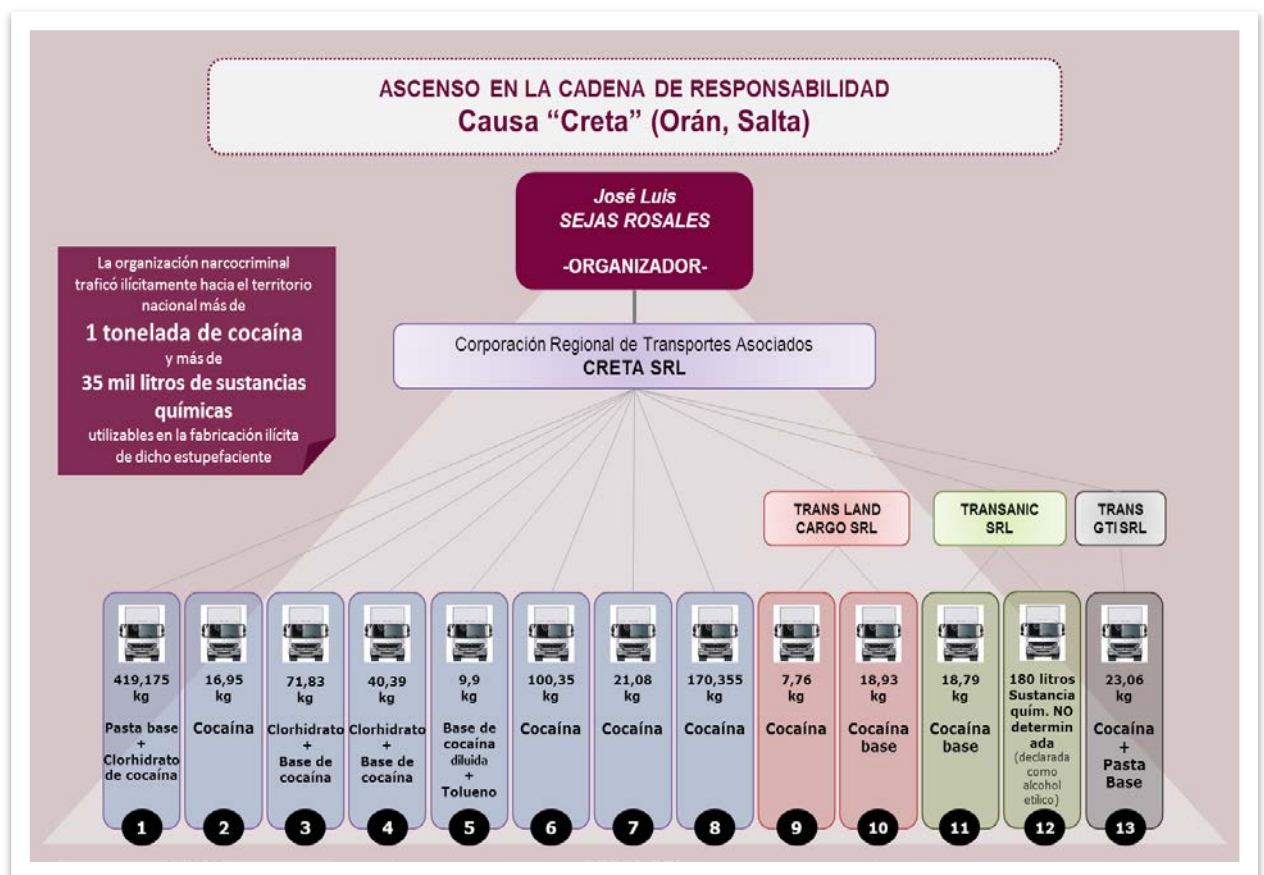 ASCENSO EN LA CADENA DE RESPONSABILIDAD
Causa “Creta” (Orán, Salta)
José Luis
SEJAS ROSALES
-ORGANIZADOR-
La organización narcocriminal
traficó ilícitamente hacia el territorio
nacional más de
1 tonelada de cocaína
y más de
35 mil litros de sustancias
químicas
utilizables en la fabricación ilícita
de dicho estupefaciente
Corporación Regional de Transportes Asociados
CRETA SRL
TRANS LAND
CARGO SRL
TRANSANIC
SRL
TRANS
GTI SRL
419,175
kg
Pasta base
+
Clorhidrato
de cocaína
1
16,95
kg
Cocaína
2
71,83
kg
Clorhidrato
+
Base de
cocaína
3
40,39
kg
Clorhidrato
+
Base de
cocaína
4
9,9
kg
Base de
cocaína
diluida
+
Tolueno
5
100,35
kg
Cocaína
6
21,08
kg
Cocaína
7
170,355
kg
Cocaína
8
7,76
kg
Cocaína
9
18,93
kg
Cocaína
base
10
18,79
kg
Cocaína
base
11
180 litros
Sustancia
quím. NO
determin
ada
(declarada
como
alcohol
etílico)
12
23,06
kg
Cocaína
+
Pasta
Base
13